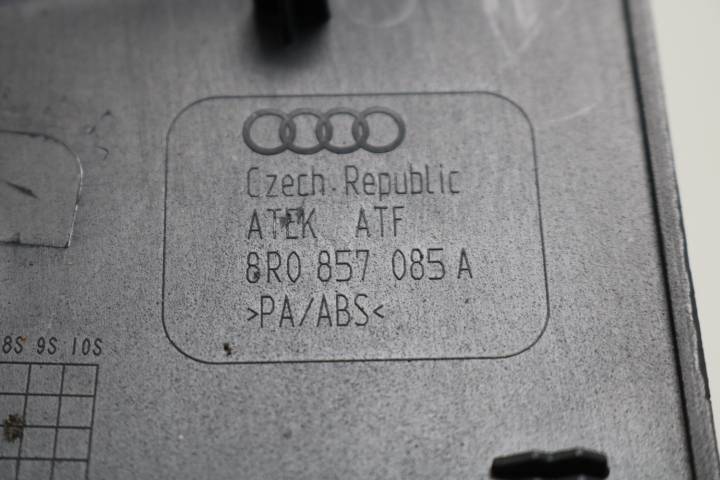 Czech Republic
ATEK ATF
8R0 857 085 A
>PA/ABS<
8S 9S 10S